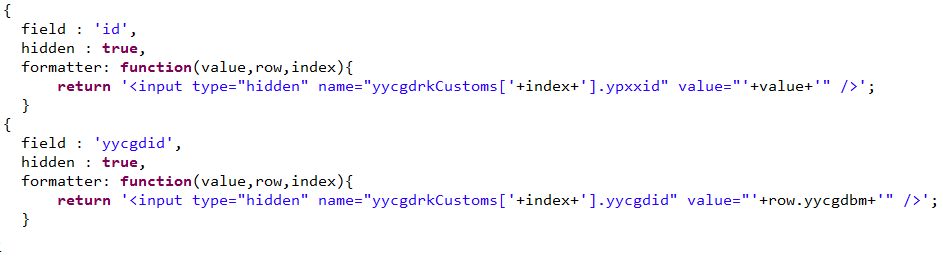 {
field : 'id',
hidden : true,
formatter: function(value,row,index){
return '<input type="hidden" name="yycgdrkCustoms['+index+'].ypxxid" value="'+value+'" />';
}
{
field : 'yycgdid',
hidden : true,
formatter: function(value,row,index){
return '<input type="hidden" name="yycgdrkCustoms['+index+'].yycgdid" value="'+row.yycgdbm+'" />';
}